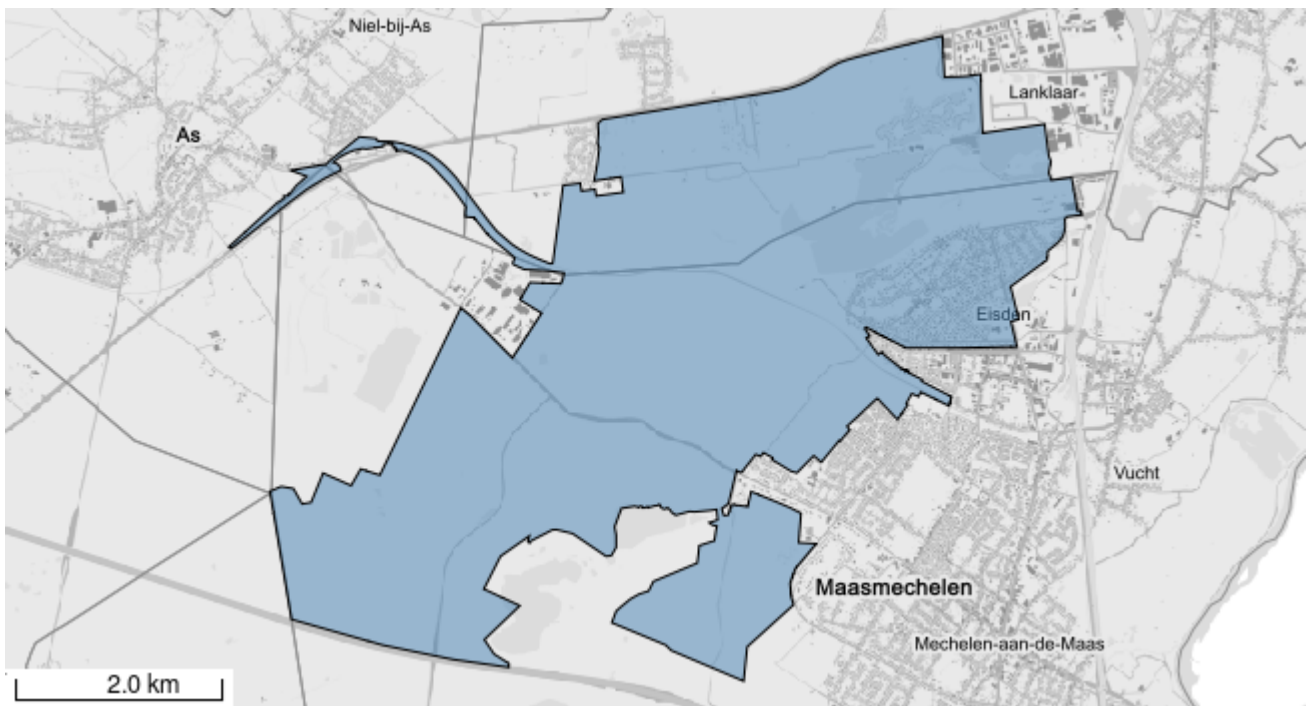 Niel-bij-As
Lanklaar
As
Eisden
Vucht
Maasmechelen
Mechelen-aan-de-Maas
2.0 km